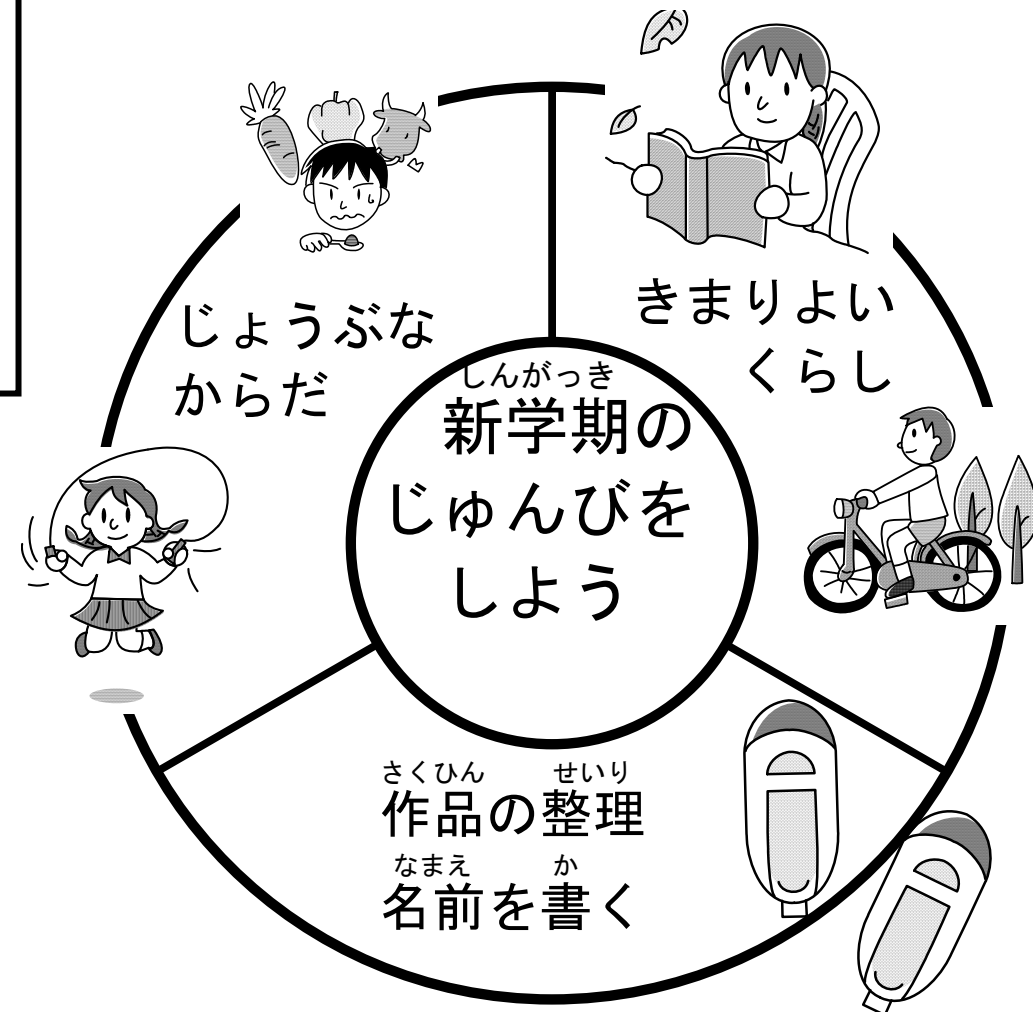 じょうぶな
からだ
きまりよい
くらし
しんがっき
新学期の
じゅんびを
しよう
さくひん せいり
作品の整理
なまえ か
名前を書く